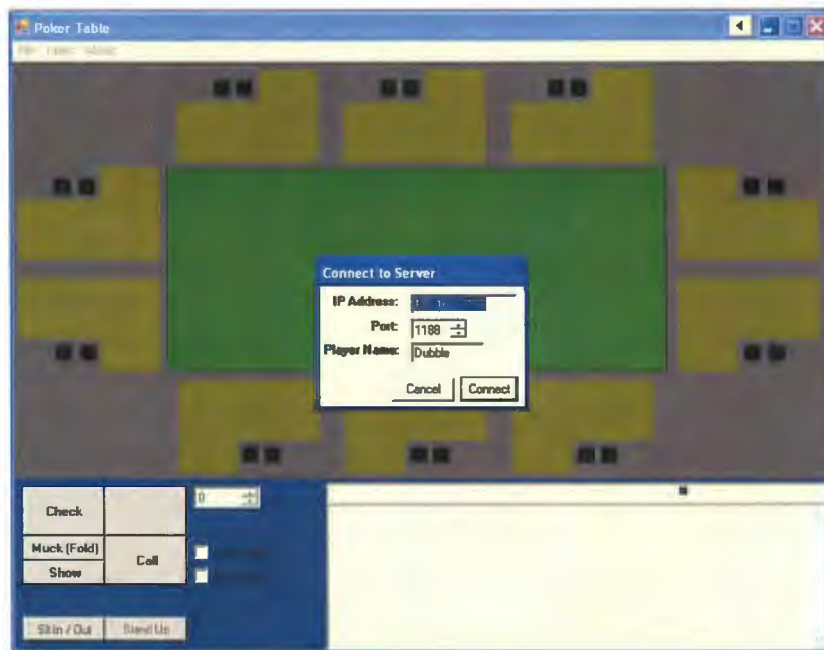 Poker Table
Connect to Server
IP Address:
Port: 1188
Player Name: Dubble
Cancel Connect
0
Check
Muck (Fold)
Call
Show
Sit In / Out Stand Up